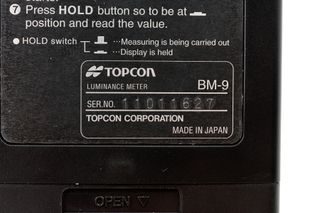 ❼ Press HOLD button so to be at
position and read the value.
● HOLD switch ···Measuring is being carried out
···Display is held
TOPCON
LUMINANCE METER BM-9
SER.NO. 11011627
TOPCON CORPORATION
MADE IN JAPAN
OPEN ▽